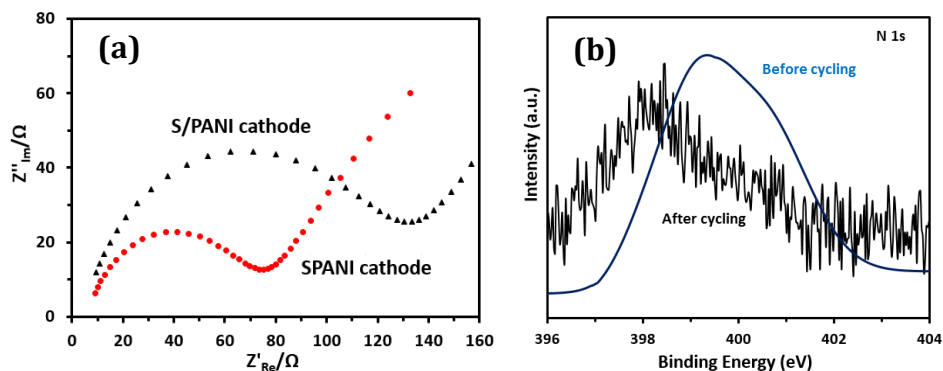 (a)
80
60
40
20
0
0 20 40 60 80 100 120 140 160
Z''Im/Ω
Z'Re/Ω
S/PANI cathode
SPANI cathode
(b)
N 1s
Before cycling
After cycling
Intensity (a.u.)
396 398 400 402 404
Binding Energy (eV)